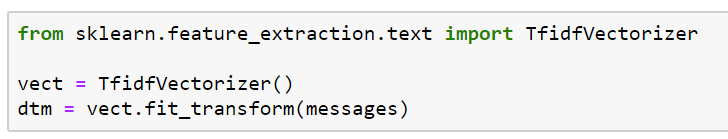 from sklearn.feature_extraction.text import TfidfVectorizer
vect = TfidfVectorizer()
dtm = vect.fit_transform(messages)